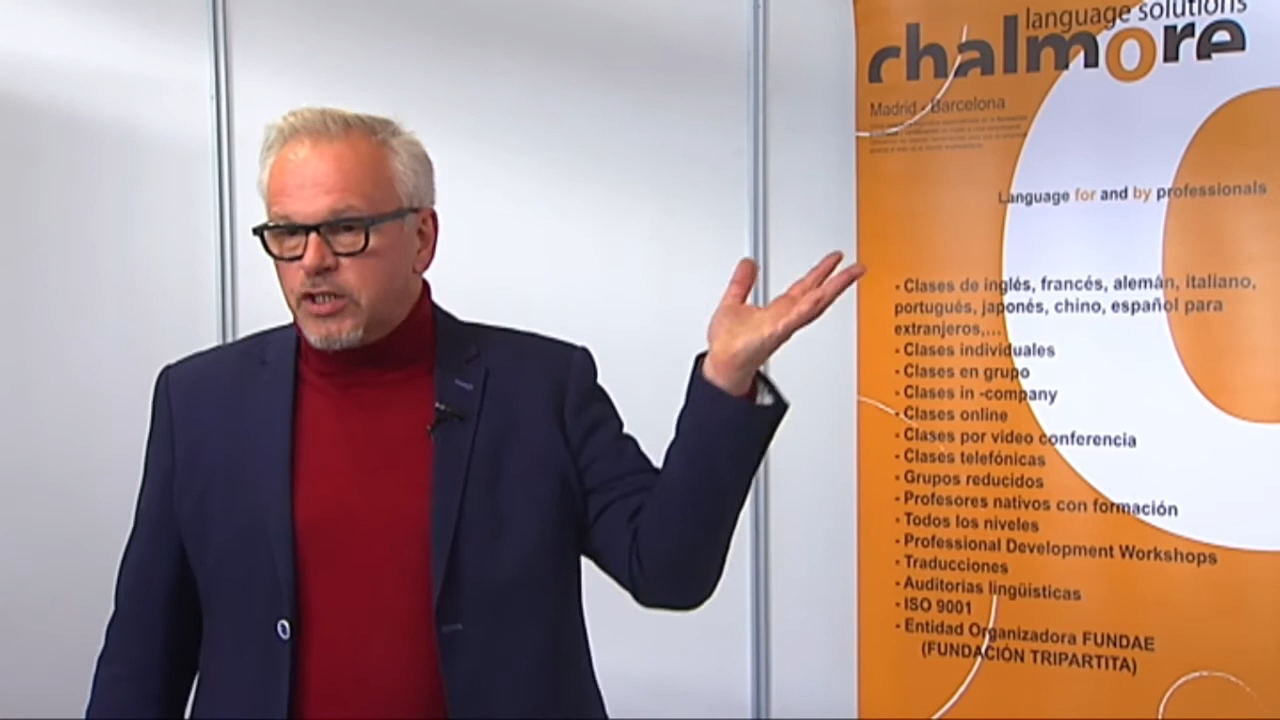 language solutions
chalmore
Madrid - Barcelona
Language for and by professionals
- Clases de inglés, francés, alemán, italiano,
portugués, japonés, chino, español para
extranjeros,...
- Clases individuales
- Clases en grupo
- Clases in -company
- Clases online
- Clases por video conferencia
- Clases telefónicas
- Grupos reducidos
- Profesores nativos con formación
- Todos los niveles
- Professional Development Workshops
- Traducciones
- Auditorias lingüisticas
- ISO 9001
- Entidad Organizadora FUNDAE
(FUNDACIÓN TRIPARTITA)